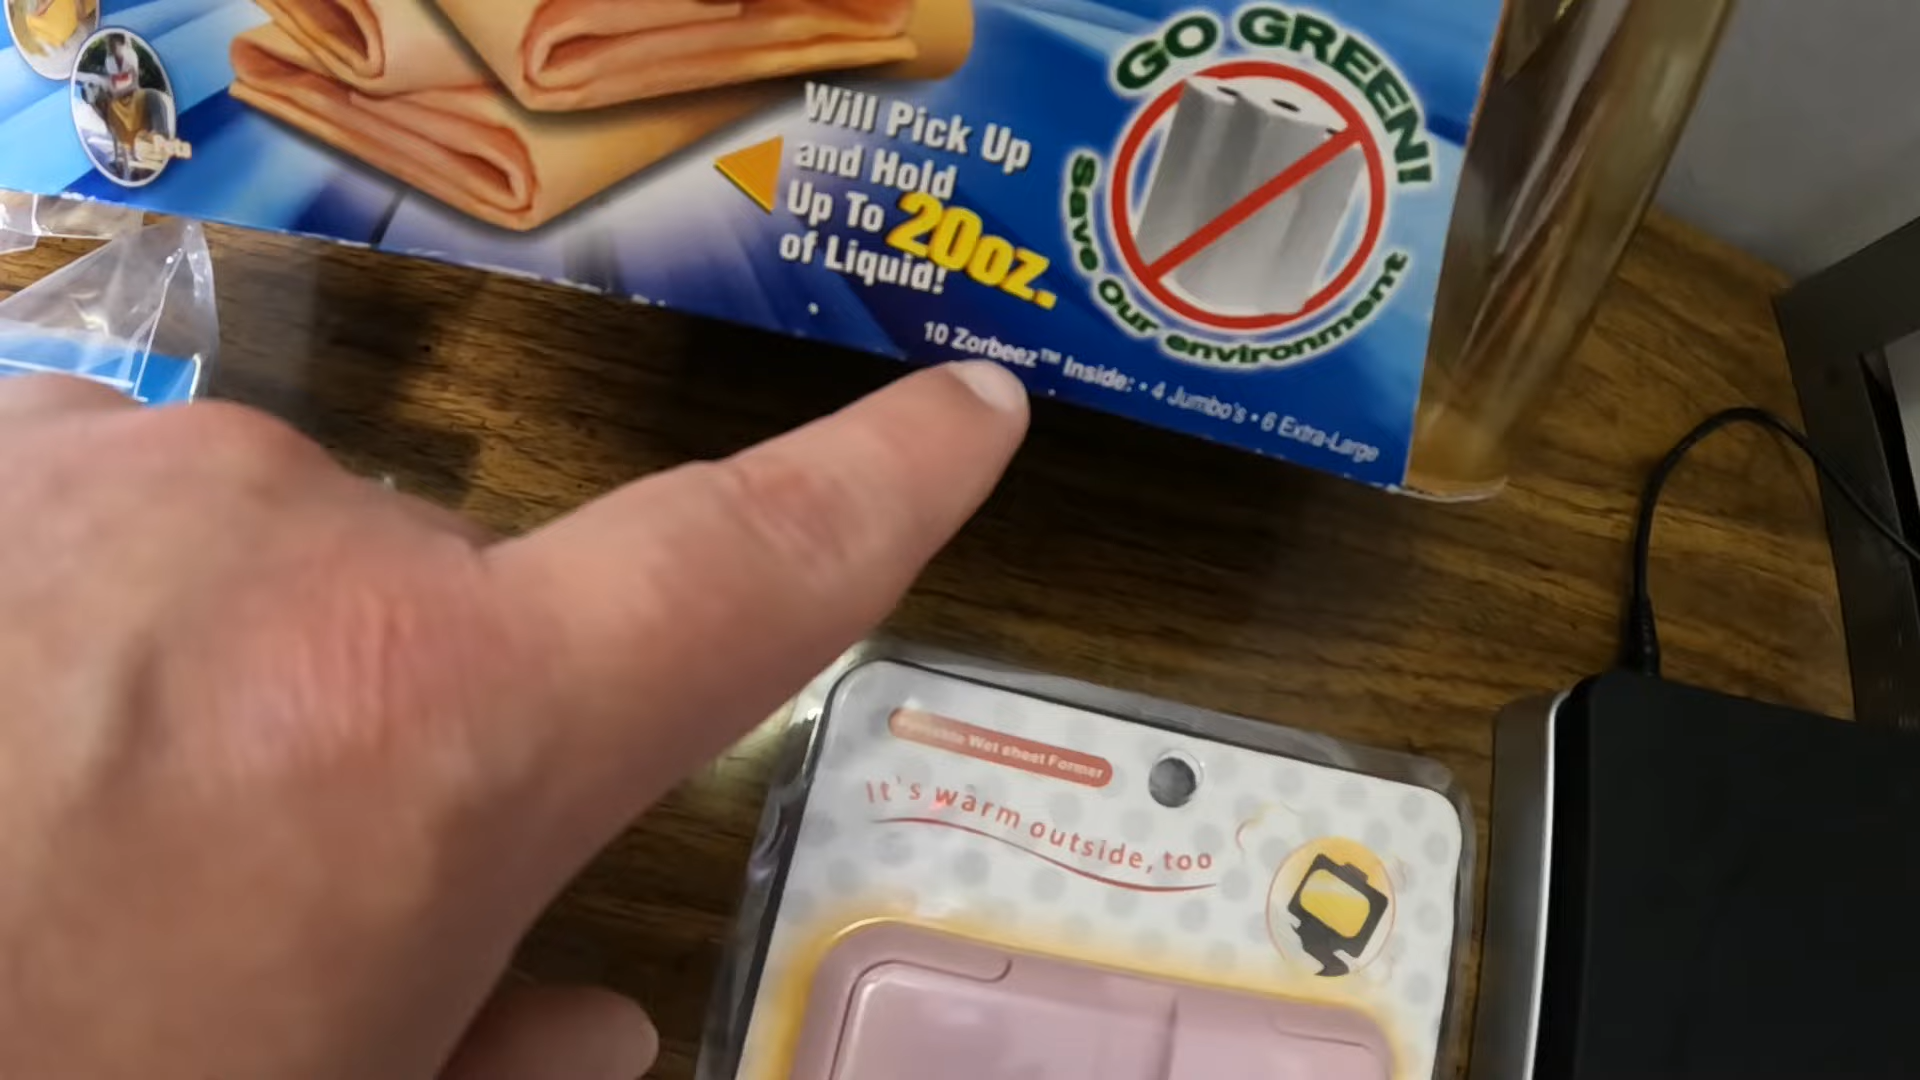 GO GREEN!
Save our environment
Pets
Will Pick Up
and Hold
Up To 20oz.
of Liquid!
10 Zorbeez™ Inside: • 4 Jumbo's • 6 Extra-Large
Wet sheet Former
It's warm outside, too